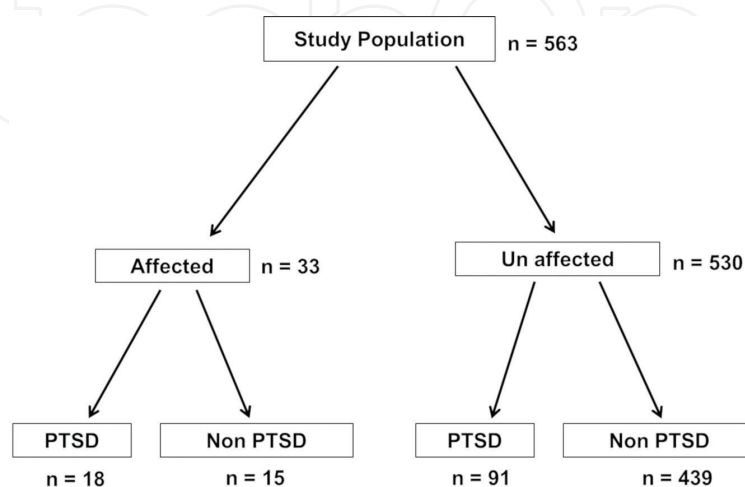 Study Population
n = 563
Affected
n = 33
Un affected
n = 530
PTSD
Non PTSD
PTSD
Non PTSD
n = 18
n = 15
n = 91
n = 439